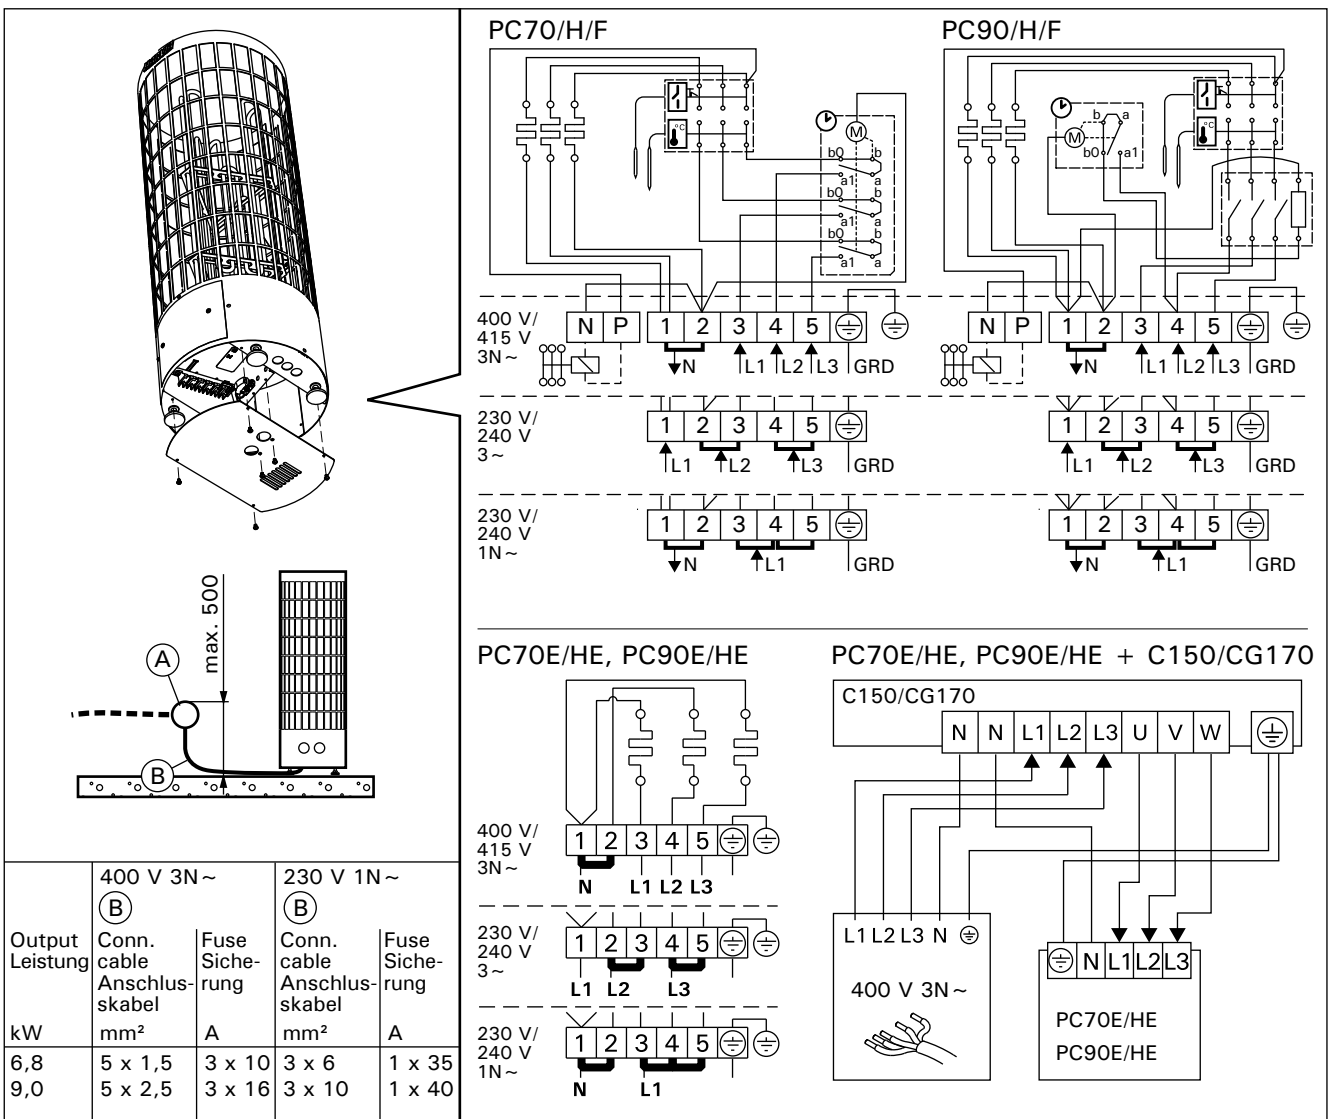 max. 500
A
B
400 V 3N~
230 V 1N~
B
B
Output
Leistung
Conn.
cable
Anschlus-
skabel
Fuse
Siche-
rung
Conn.
cable
Anschlus-
skabel
Fuse
Siche-
rung
kW
mm²
A
mm²
A
6,8 5 x 1,5 3 x 10 3 x 6 1 x 35
9,0 5 x 2,5 3 x 16 3 x 10 1 x 40
PC70/H/F
°C
M
b0 b
a1 a
b0 b
a1 a
b0 b
a1 a
400 V/
415 V
3N~
N P 1 2 3 4 5
N L1 L2 L3 GRD
230 V/
240 V
3~
1 2 3 4 5
L1 L2 L3 GRD
230 V/
240 V
1N~
1 2 3 4 5
N L1 GRD
PC90/H/F
°C
M
b a
b0 a1
N P 1 2 3 4 5
N L1 L2 L3 GRD
1 2 3 4 5
L1 L2 L3 GRD
1 2 3 4 5
N L1 GRD
PC70E/HE, PC90E/HE
400 V/
415 V
3N~
1 2 3 4 5
N L1 L2 L3
230 V/
240 V
3~
1 2 3 4 5
L1 L2 L3
230 V/
240 V
1N~
1 2 3 4 5
N L1
PC70E/HE, PC90E/HE + C150/CG170
C150/CG170
N N L1 L2 L3 U V W
L1 L2 L3 N
400 V 3N~
N L1 L2 L3
PC70E/HE
PC90E/HE